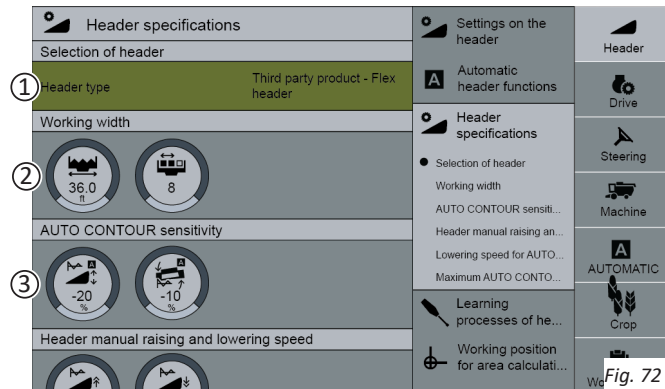 Header specifications
Selection of header
①
Header type
Third party product - Flex
header
Working width
②
36.0
ft
8
AUTO CONTOUR sensitivity
③
A
-20
%
A
-10
%
Header manual raising and lowering speed
Settings on the
header
A
Automatic
header functions
Header
specifications
Selection of header
Working width
AUTO CONTOUR sensiti...
Header manual raising an...
Lowering speed for AUTO...
Maximum AUTO CONTO...
Learning
processes of he...
Working position
for area calculati...
Header
Drive
Steering
Machine
A
AUTOMATIC
Crop
Fig. 72